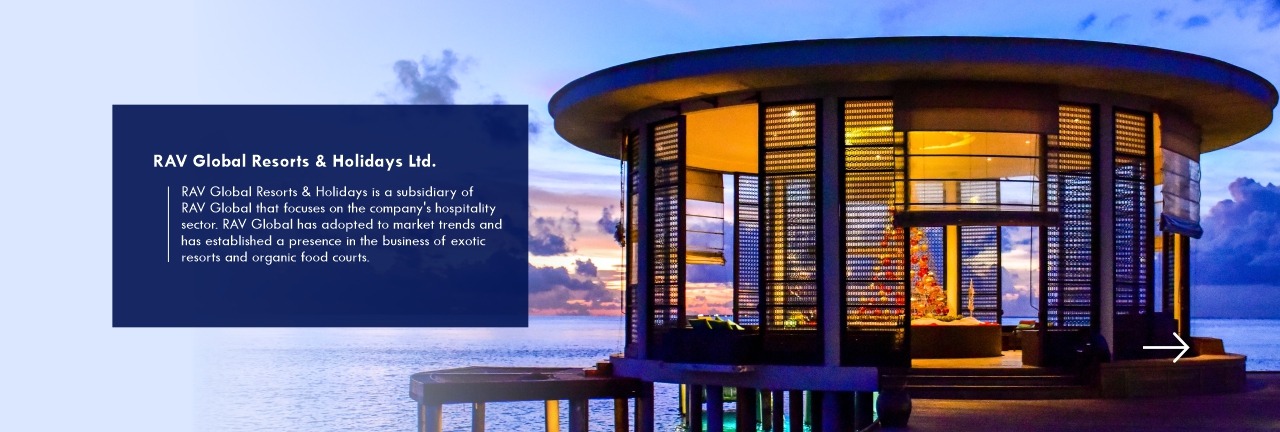 RAV Global Resorts & Holidays Ltd.
RAV Global Resorts & Holidays is a subsidiary of
RAV Global that focuses on the company's hospitality
sector. RAV Global has adopted to market trends and
has established a presence in the business of exotic
resorts and organic food courts.